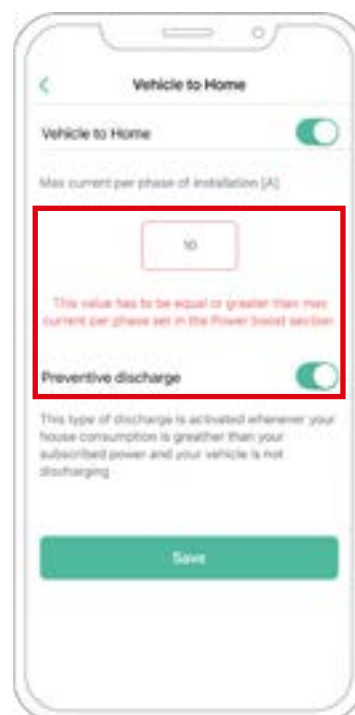 Vehicle to Home
Vehicle to Home
Max current per phase of installation [A]
10
This value has to be equal or greater than max
current per phase set in the Power boost section
Preventive discharge
This type of discharge is activated whenever your
house consumption is greather than your
subscribed power and your vehicle is not
discharging
Save